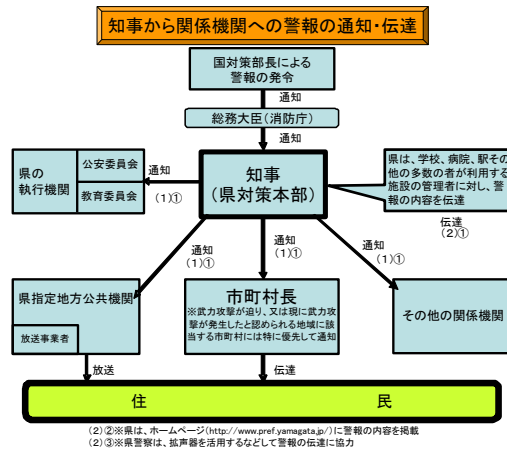 知事から関係機関への警報の通知･伝達
国対策部長による
警報の発令
通知
総務大臣(消防庁)
通知
県の
執行機関
公安委員会
教育委員会
通知
(1)①
知事
(県対策本部)
県は、学校、病院、駅その
他の多数の者が利用する
施設の管理者に対し、警
報の内容を伝達
伝達
(2)①
通知
(1)①
通知
(1)①
通知
(1)①
県指定地方公共機関
放送事業者
市町村長
※武力攻撃が迫り、又は現に武力攻
撃が発生したと認められる地域に該
当する市町村には特に優先して通知
その他の関係機関
放送
伝達
住 民
(2)②※県は、ホームページ(http://www.pref.yamagata.jp/)に警報の内容を掲載
(2)③※県警察は、拡声器を活用するなどして警報の伝達に協力